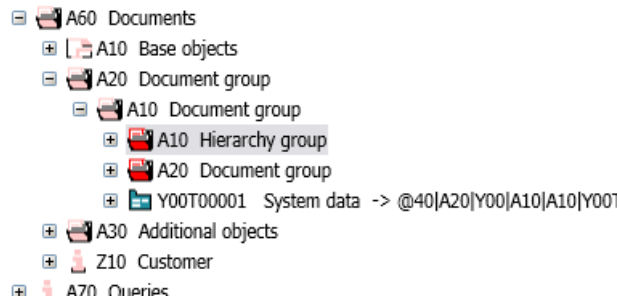 A60 Documents
A10 Base objects
A20 Document group
A10 Document group
A10 Hierarchy group
A20 Document group
Y00T00001 System data -> @40|A20|Y00|A10|A10|Y00T
A30 Additional objects
Z10 Customer
A70 Queries